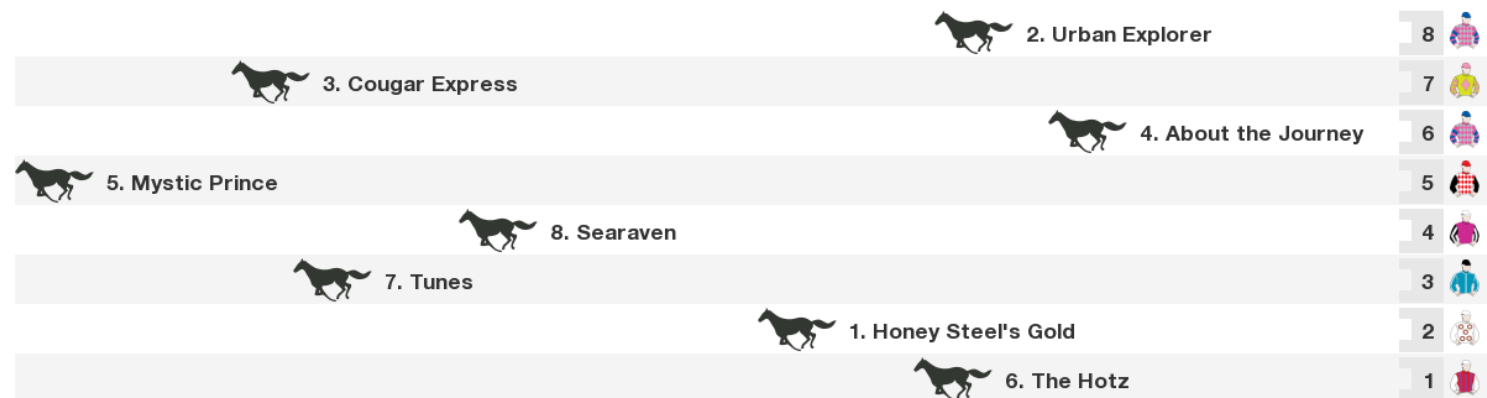 2. Urban Explorer 8
3. Cougar Express 7
4. About the Journey 6
5. Mystic Prince 5
8. Searaven 4
7. Tunes 3
1. Honey Steel's Gold 2
6. The Hotz 1